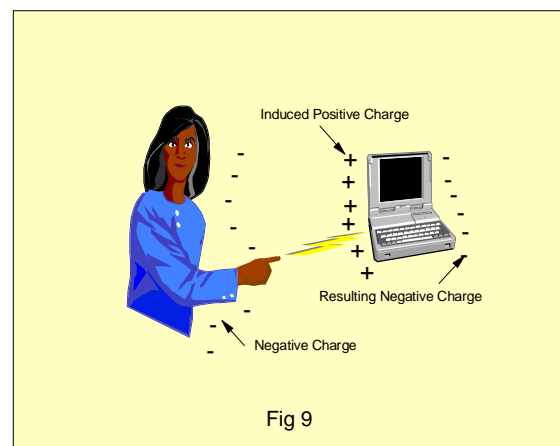 Induced Positive Charge
Resulting Negative Charge
Negative Charge
Fig 9